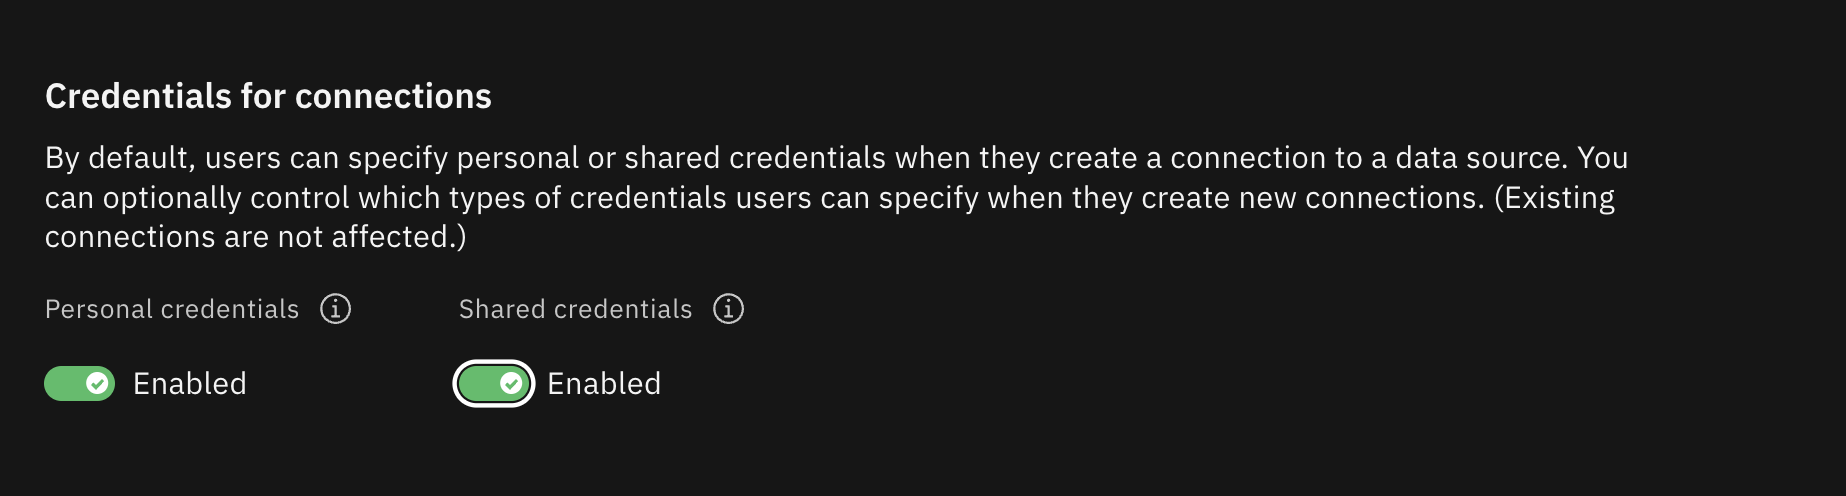 Credentials for connections
By default, users can specify personal or shared credentials when they create a connection to a data source. You
can optionally control which types of credentials users can specify when they create new connections. (Existing
connections are not affected.)
Personal credentials Shared credentials
Enabled Enabled